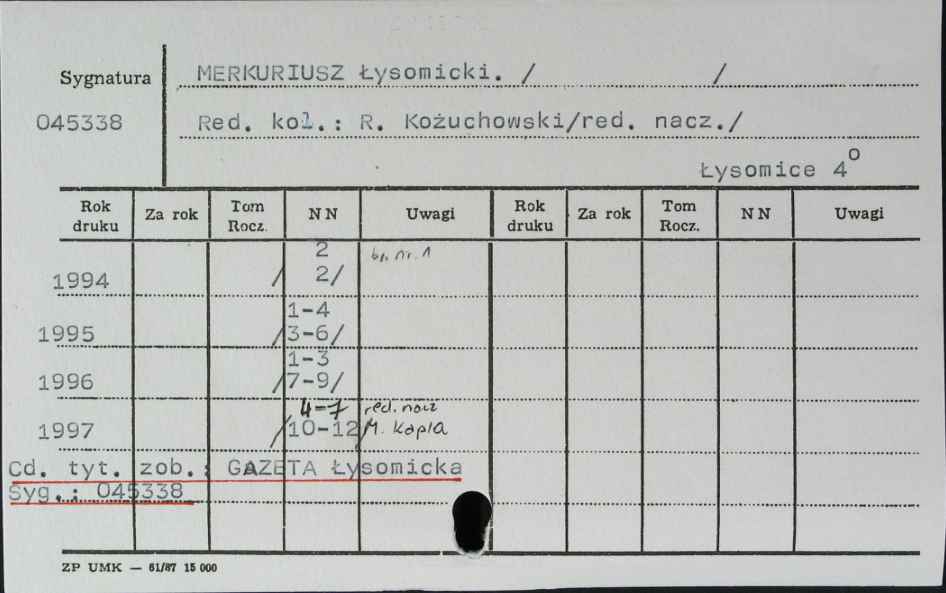 Sygnatura MERKURIUSZ Łysomicki. / /
045338 Red. kol.: R. Kożuchowski/red. nacz./
Łysomice 4°
Rok druku Za rok Tom Rocz. NN Uwagi Rok druku Za rok Tom Rocz. NN Uwagi
2 br. nr. 1
1994 / 2/
1-4
1995 /3-6/
1-3
1996 /7-9/
4-7 red. nacz
1997 /10-12/ M. Kapla
Cd. tyt. zob.: GAZETA Łysomicka
Syg.: 045338
ZP UMK — 61/87 15 000